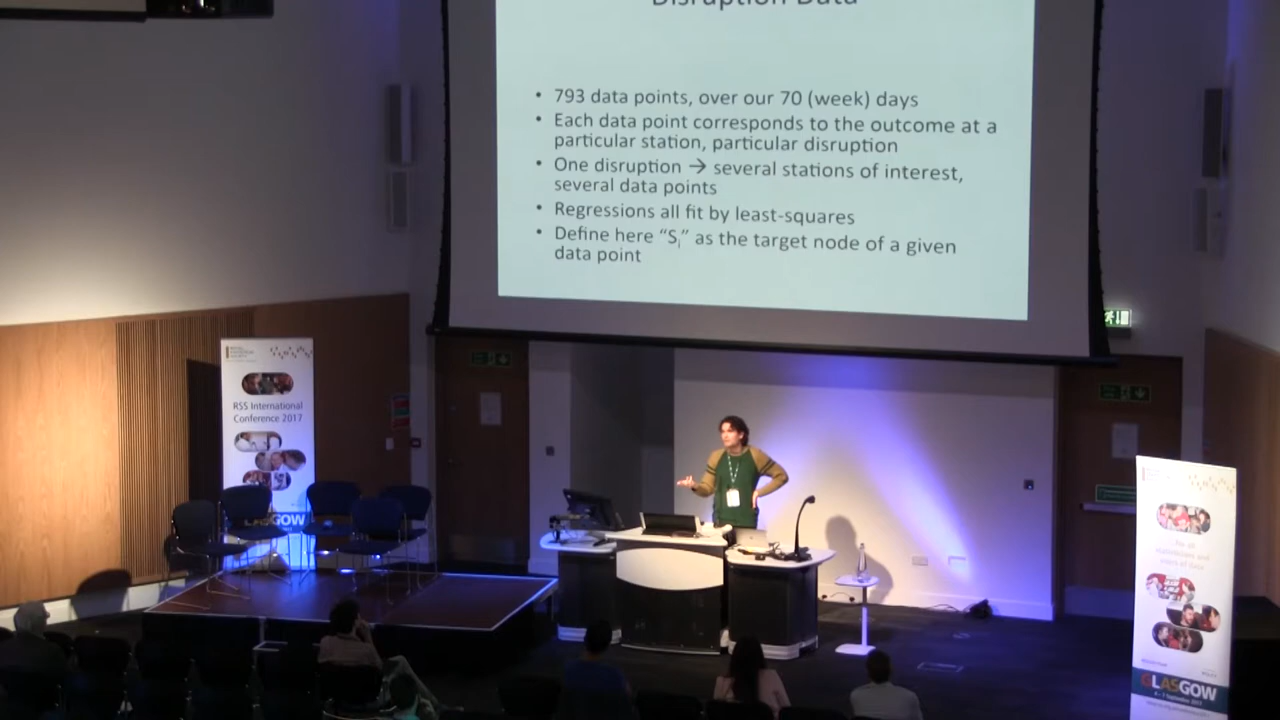 Disruption Data
• 793 data points, over our 70 (week) days
• Each data point corresponds to the outcome at a
particular station, particular disruption
• One disruption → several stations of interest,
several data points
• Regressions all fit by least-squares
• Define here “Si” as the target node of a given
data point
RSS International
Conference 2017
GLASGOW
GLASGOW